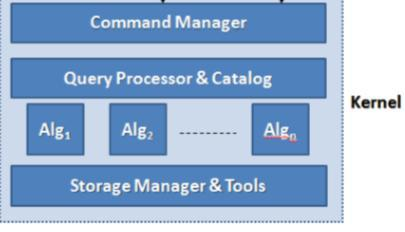 Command Manager
Query Processor & Catalog
Kernel
Alg₁ Alg₂ --------- Algₙ
Storage Manager & Tools